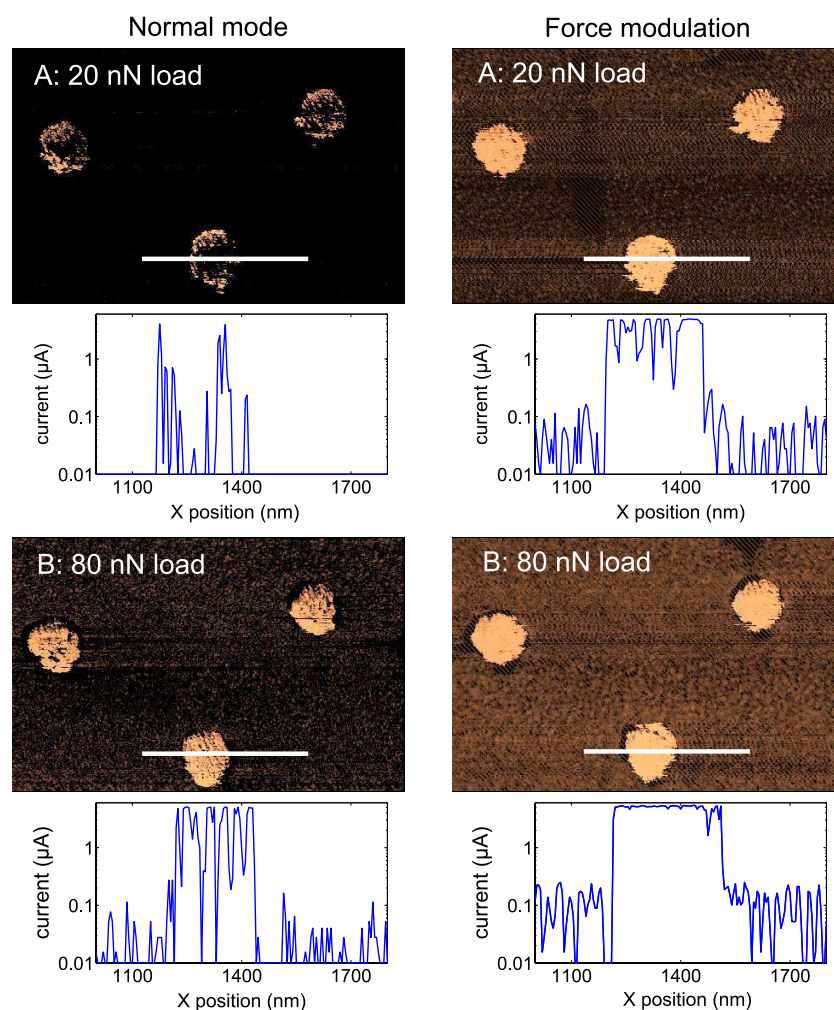 Normal mode
Force modulation
A: 20 nN load
A: 20 nN load
current (µA)
1
0.1
0.01
1100 1400 1700
X position (nm)
current (µA)
1
0.1
0.01
1100 1400 1700
X position (nm)
B: 80 nN load
B: 80 nN load
current (µA)
1
0.1
0.01
1100 1400 1700
X position (nm)
current (µA)
1
0.1
0.01
1100 1400 1700
X position (nm)